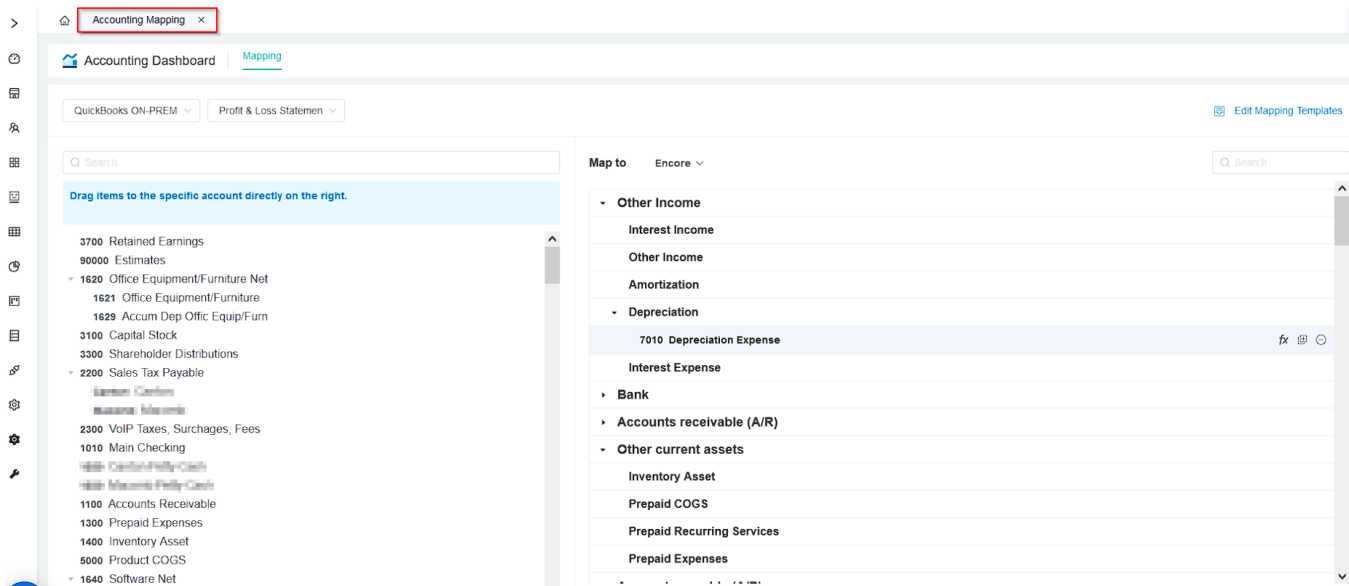 Accounting Mapping ×
Accounting Dashboard Mapping
QuickBooks ON-PREM Profit & Loss Statemen Edit Mapping Templates
Search
Drag items to the specific account directly on the right.
3700 Retained Earnings
90000 Estimates
1620 Office Equipment/Furniture Net
1621 Office Equipment/Furniture
1629 Accum Dep Offic Equip/Furn
3100 Capital Stock
3300 Shareholder Distributions
2200 Sales Tax Payable
2300 VoIP Taxes, Surchages, Fees
1010 Main Checking
1100 Accounts Receivable
1300 Prepaid Expenses
1400 Inventory Asset
5000 Product COGS
1640 Software Net
Map to Encore Search
Other Income
Interest Income
Other Income
Amortization
Depreciation
7010 Depreciation Expense fx
Interest Expense
Bank
Accounts receivable (A/R)
Other current assets
Inventory Asset
Prepaid COGS
Prepaid Recurring Services
Prepaid Expenses